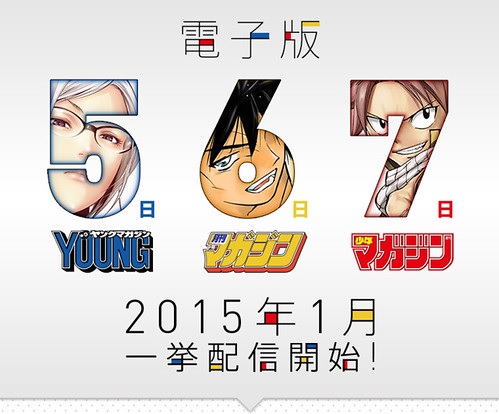 電子版
5日 6日 7日
ヤングマガジン
YOUNG
月刊マガジン
少年マガジン
2015年1月
一挙配信開始!